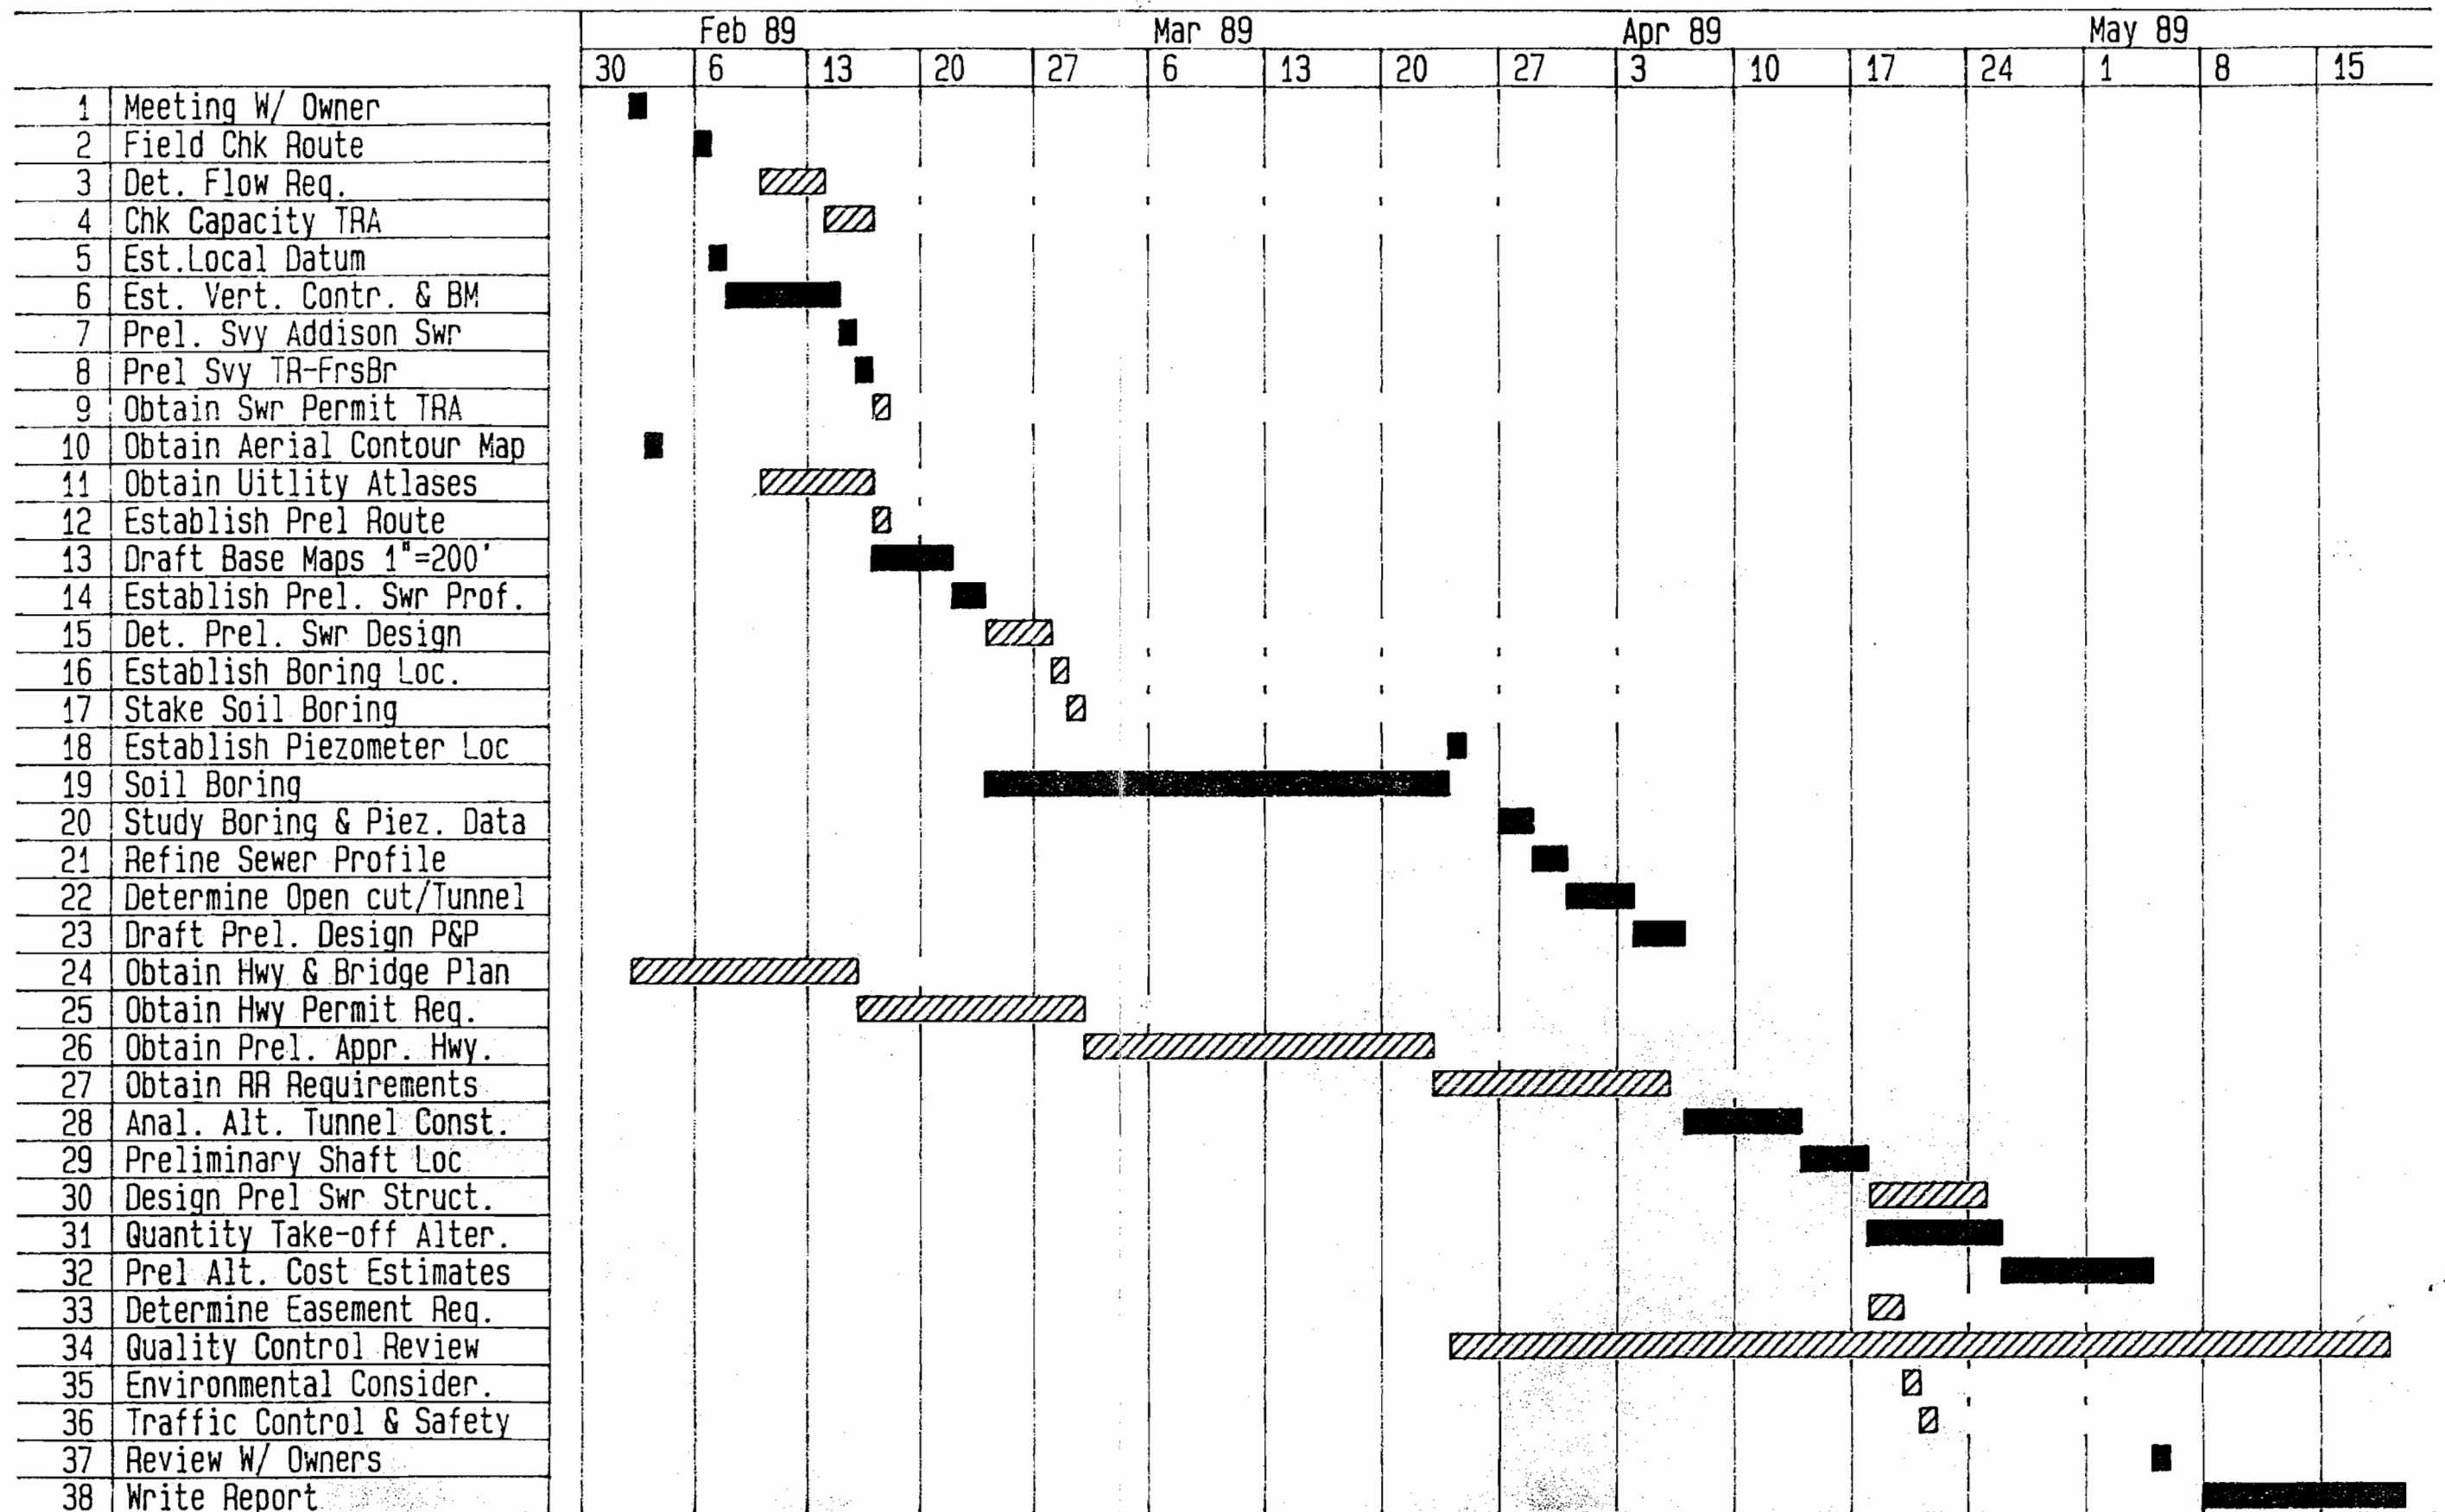 Feb 89 Mar 89 Apr 89 May 89
30 6 13 20 27 6 13 20 27 3 10 17 24 1 8 15
1 Meeting W/ Owner
2 Field Chk Route
3 Det. Flow Req.
4 Chk Capacity TRA
5 Est.Local Datum
6 Est. Vert. Contr. & BM
7 Prel. Svy Addison Swr
8 Prel Svy TR-FrsBr
9 Obtain Swr Permit TRA
10 Obtain Aerial Contour Map
11 Obtain Uitlity Atlases
12 Establish Prel Route
13 Draft Base Maps 1"=200'
14 Establish Prel. Swr Prof.
15 Det. Prel. Swr Design
16 Establish Boring Loc.
17 Stake Soil Boring
18 Establish Piezometer Loc
19 Soil Boring
20 Study Boring & Piez. Data
21 Refine Sewer Profile
22 Determine Open cut/Tunnel
23 Draft Prel. Design P&P
24 Obtain Hwy & Bridge Plan
25 Obtain Hwy Permit Req.
26 Obtain Prel. Appr. Hwy.
27 Obtain RR Requirements
28 Anal. Alt. Tunnel Const.
29 Preliminary Shaft Loc
30 Design Prel Swr Struct.
31 Quantity Take-off Alter.
32 Prel Alt. Cost Estimates
33 Determine Easement Req.
34 Quality Control Review
35 Environmental Consider.
36 Traffic Control & Safety
37 Review W/ Owners
38 Write Report